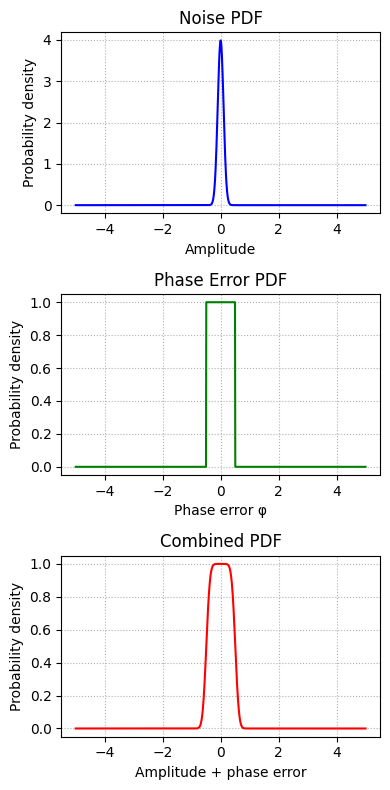 Noise PDF
Probability density
4
3
2
1
0
−4 −2 0 2 4
Amplitude
Phase Error PDF
Probability density
1.0
0.8
0.6
0.4
0.2
0.0
−4 −2 0 2 4
Phase error φ
Combined PDF
Probability density
1.0
0.8
0.6
0.4
0.2
0.0
−4 −2 0 2 4
Amplitude + phase error